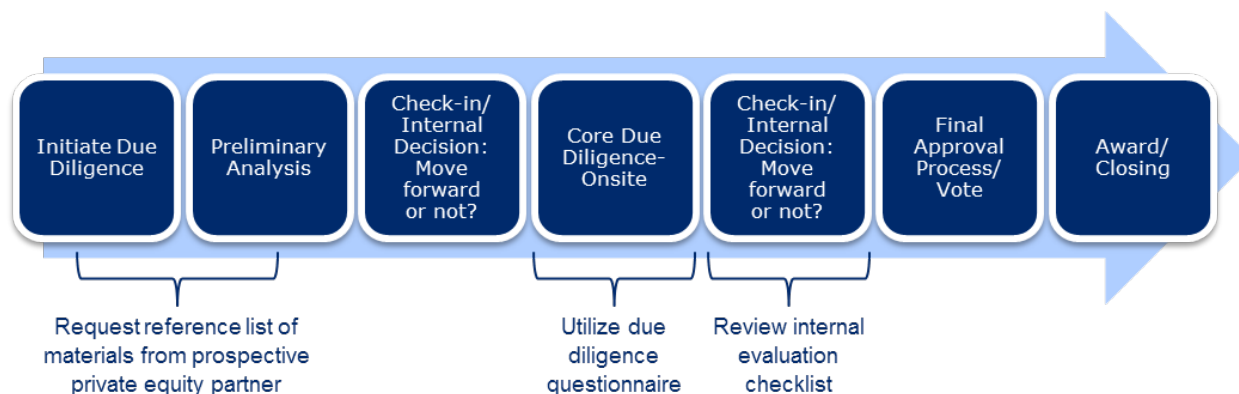 Initiate Due
Diligence
Preliminary
Analysis
Check-in/
Internal
Decision:
Move
forward
or not?
Core Due
Diligence-
Onsite
Check-in/
Internal
Decision:
Move
forward
or not?
Final
Approval
Process/
Vote
Award/
Closing
Request reference list of
materials from prospective
private equity partner
Utilize due
diligence
questionnaire
Review internal
evaluation
checklist